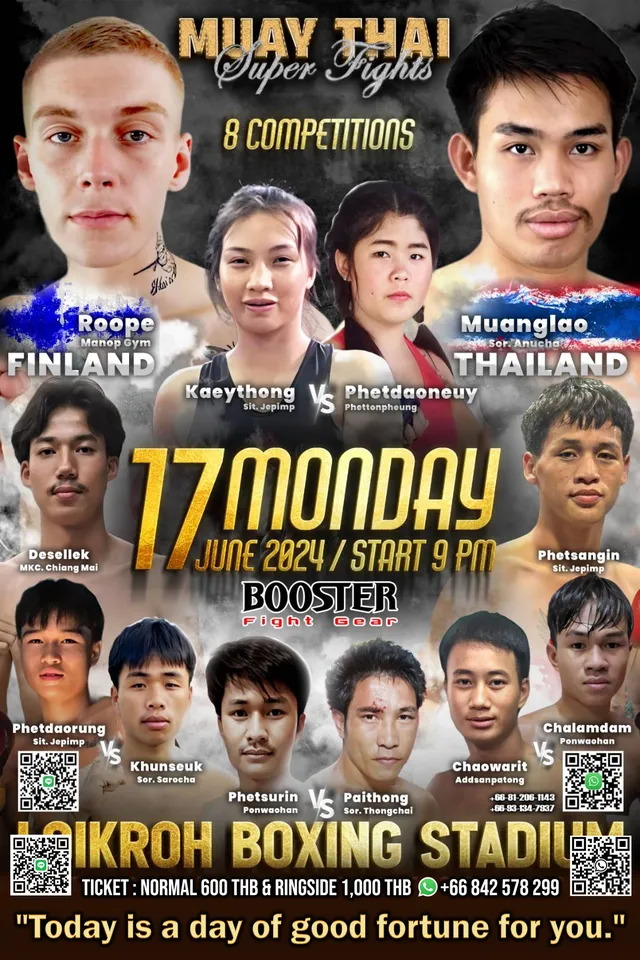 MUAY THAI
Super Fights
8 COMPETITIONS
Roope
Manop Gym
FINLAND
Muanglao
Sor. Anucha
THAILAND
Kaeythong
Sit. Jepimp
VS
Phetdaoneuy
Phettonpheung
17 MONDAY
JUNE 2024 / START 9 PM
Desellek
MKC. Chiang Mai
Phetsangin
Sit. Jepimp
BOOSTER
Fight Gear
Phetdaorung
Sit. Jepimp
VS
Khunseuk
Sor. Sarocha
Phetsurin
Ponwaohan
VS
Paithong
Sor. Thongchai
Chaowarit
Addsanpatong
VS
Chalamdam
Ponwaohan
+66-81-206-1143
+66-93-134-7937
LOIKROH BOXING STADIUM
TICKET : NORMAL 600 THB & RINGSIDE 1,000 THB +66 842 578 299
"Today is a day of good fortune for you."